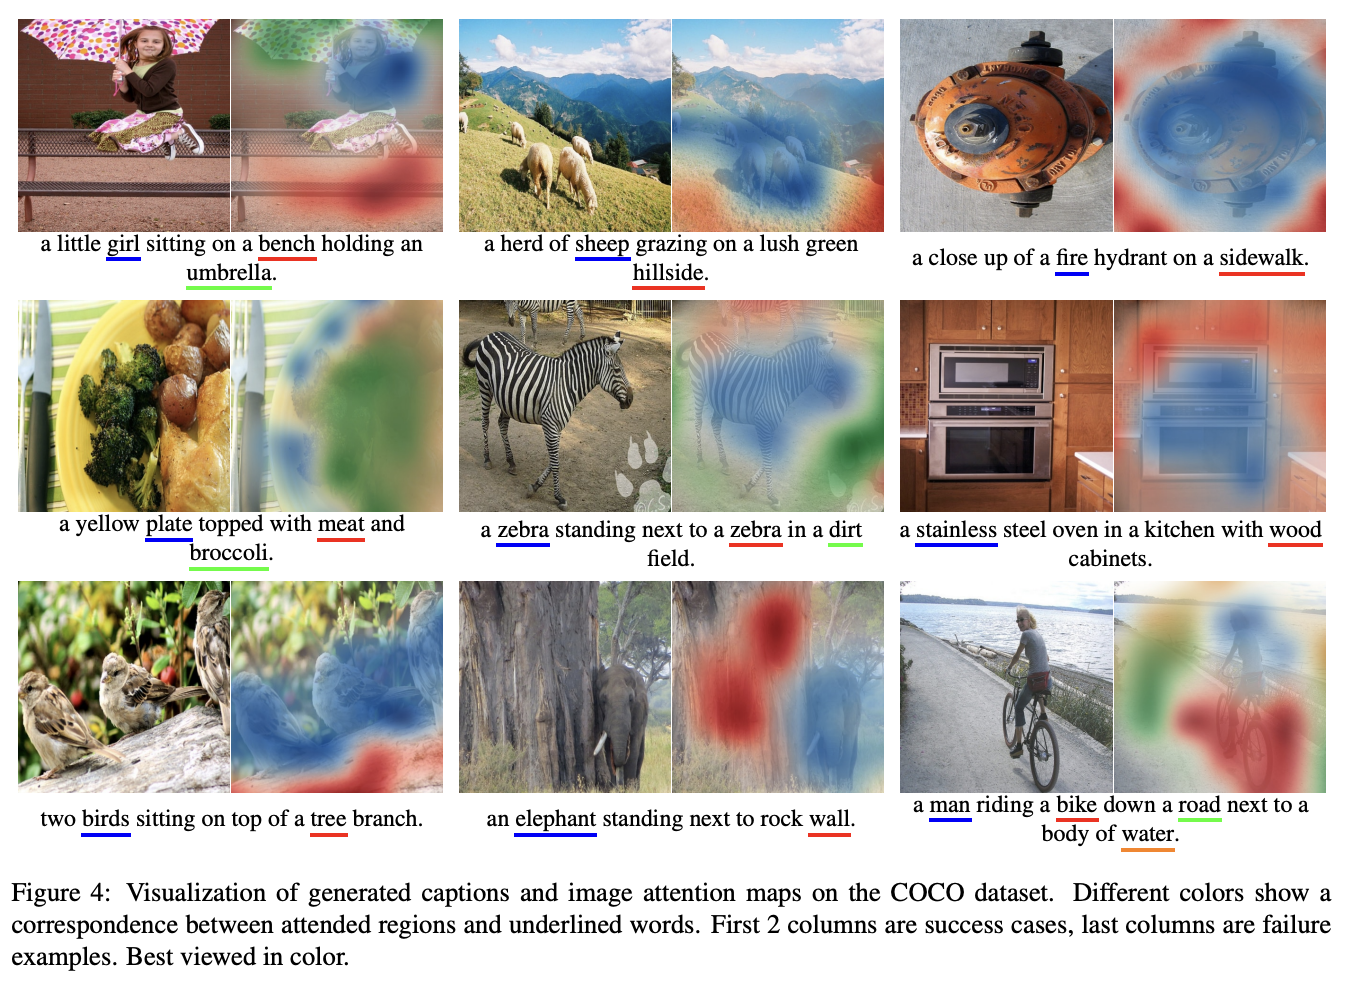 a little girl sitting on a bench holding an
umbrella.
a herd of sheep grazing on a lush green
hillside.
a close up of a fire hydrant on a sidewalk.
a yellow plate topped with meat and
broccoli.
a zebra standing next to a zebra in a dirt
field.
a stainless steel oven in a kitchen with wood
cabinets.
two birds sitting on top of a tree branch.
an elephant standing next to rock wall.
a man riding a bike down a road next to a
body of water.
Figure 4: Visualization of generated captions and image attention maps on the COCO dataset. Different colors show a
correspondence between attended regions and underlined words. First 2 columns are success cases, last columns are failure
examples. Best viewed in color.